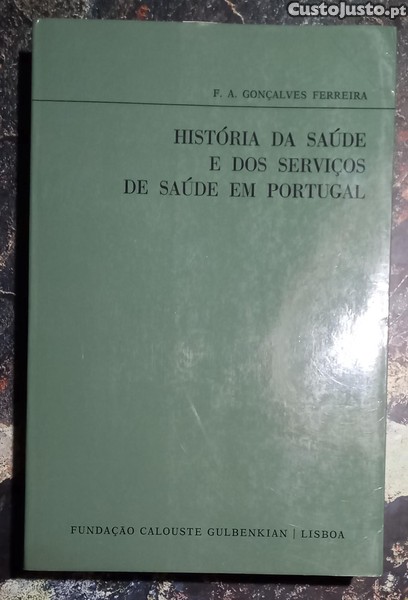 CustoJusto.pt
F. A. GONÇALVES FERREIRA
HISTÓRIA DA SAÚDE
E DOS SERVIÇOS
DE SAÚDE EM PORTUGAL
FUNDAÇÃO CALOUSTE GULBENKIAN | LISBOA